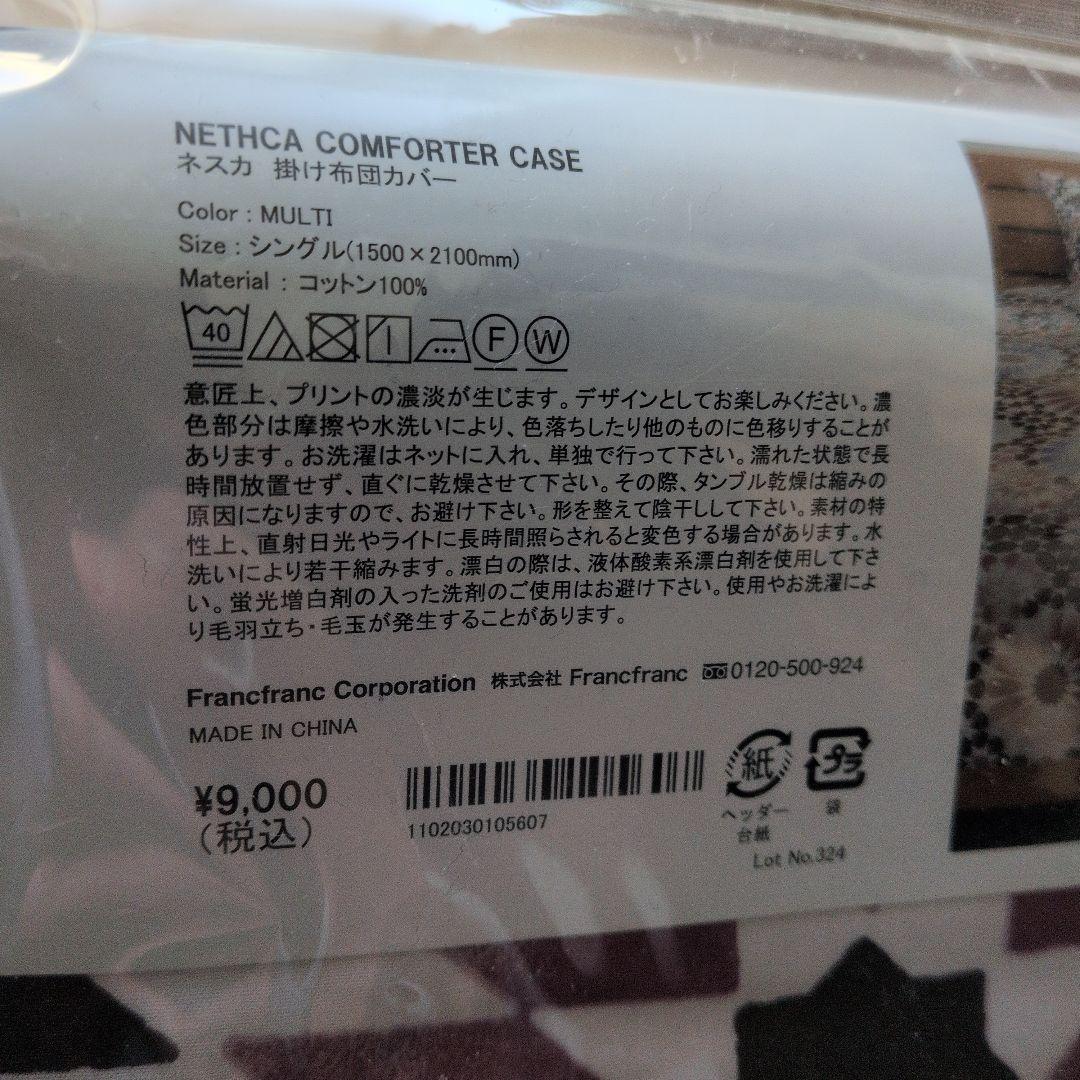 NETHCA COMFORTER CASE
ネスカ 掛け布団カバー
Color : MULTI
Size : シングル(1500×2100mm)
Material : コットン100%
40 F W
意匠上、プリントの濃淡が生じます。デザインとしてお楽しみください。濃
色部分は摩擦や水洗いにより、色落ちしたり他のものに色移りすることが
あります。お洗濯はネットに入れ、単独で行って下さい。濡れた状態で長
時間放置せず、直ぐに乾燥させて下さい。その際、タンブル乾燥は縮みの
原因になりますので、お避け下さい。形を整えて陰干しして下さい。素材の特
性上、直射日光やライトに長時間照らされると変色する場合があります。水
洗いにより若干縮みます。漂白の際は、液体酸素系漂白剤を使用して下さ
い。蛍光増白剤の入った洗剤のご使用はお避け下さい。使用やお洗濯によ
り毛羽立ち・毛玉が発生することがあります。
Francfranc Corporation 株式会社 Francfranc 0120-500-924
MADE IN CHINA
¥9,000
(税込)
1102030105607
紙 プラ
ヘッダー 袋
台紙
Lot No.324